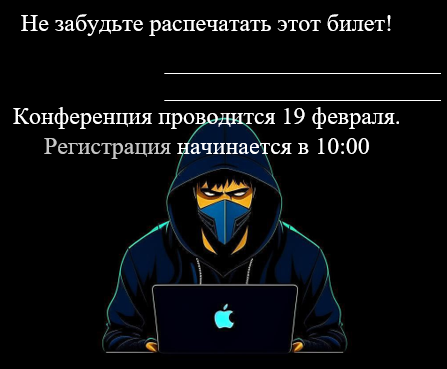 Не забудьте распечатать этот билет!
Конференция проводится 19 февраля.
Регистрация начинается в 10:00